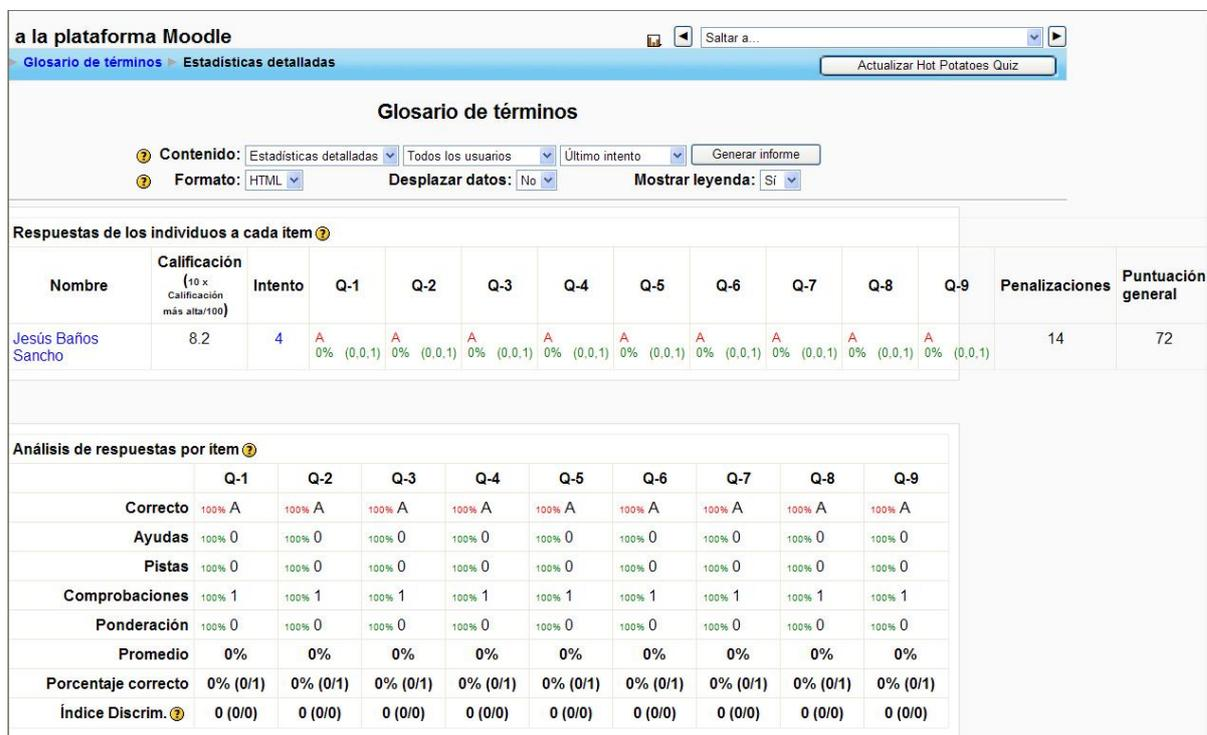 a la plataforma Moodle
Saltar a...
Glosario de términos Estadísticas detalladas
Actualizar Hot Potatoes Quiz
Glosario de términos
Contenido: Estadísticas detalladas Todos los usuarios Último intento Generar informe
Formato: HTML Desplazar datos: No Mostrar leyenda: Sí
Respuestas de los individuos a cada ítem
Nombre Calificación (10 x Calificación más alta/100) Intento Q-1 Q-2 Q-3 Q-4 Q-5 Q-6 Q-7 Q-8 Q-9 Penalizaciones Puntuación general
Jesús Baños Sancho 8.2 4 A 0% (0,0,1) A 0% (0,0,1) A 0% (0,0,1) A 0% (0,0,1) A 0% (0,0,1) A 0% (0,0,1) A 0% (0,0,1) A 0% (0,0,1) A 0% (0,0,1) 14 72
Análisis de respuestas por ítem
Q-1 Q-2 Q-3 Q-4 Q-5 Q-6 Q-7 Q-8 Q-9
Correcto 100% A 100% A 100% A 100% A 100% A 100% A 100% A 100% A 100% A
Ayudas 100% 0 100% 0 100% 0 100% 0 100% 0 100% 0 100% 0 100% 0 100% 0
Pistas 100% 0 100% 0 100% 0 100% 0 100% 0 100% 0 100% 0 100% 0 100% 0
Comprobaciones 100% 1 100% 1 100% 1 100% 1 100% 1 100% 1 100% 1 100% 1 100% 1
Ponderación 100% 0 100% 0 100% 0 100% 0 100% 0 100% 0 100% 0 100% 0 100% 0
Promedio 0% 0% 0% 0% 0% 0% 0% 0% 0%
Porcentaje correcto 0% (0/1) 0% (0/1) 0% (0/1) 0% (0/1) 0% (0/1) 0% (0/1) 0% (0/1) 0% (0/1) 0% (0/1)
Índice Discrim. 0 (0/0) 0 (0/0) 0 (0/0) 0 (0/0) 0 (0/0) 0 (0/0) 0 (0/0) 0 (0/0) 0 (0/0)